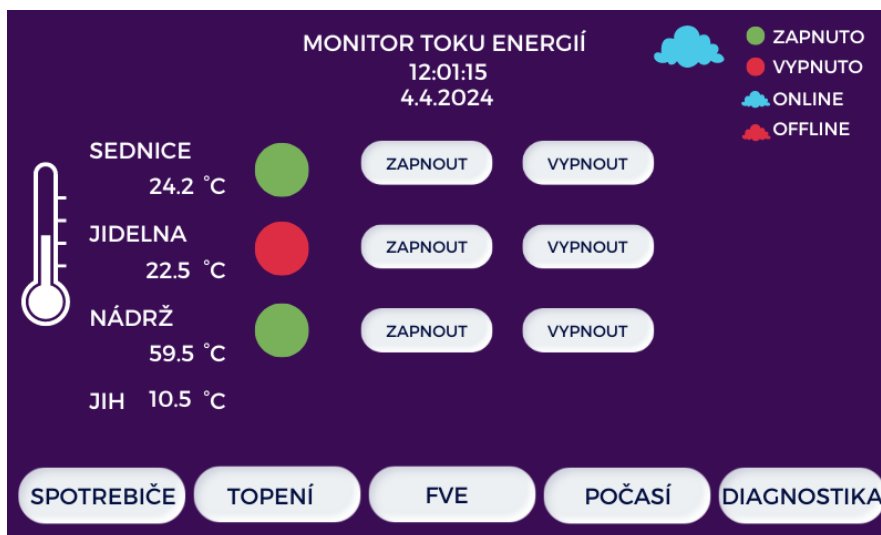 MONITOR TOKU ENERGIÍ
12:01:15
4.4.2024
ZAPNUTO
VYPNUTO
ONLINE
OFFLINE
SEDNICE
24.2 °C
ZAPNOUT
VYPNOUT
JIDELNA
22.5 °C
ZAPNOUT
VYPNOUT
NÁDRŽ
59.5 °C
ZAPNOUT
VYPNOUT
JIH 10.5 °C
SPOTREBIČE
TOPENÍ
FVE
POČASÍ
DIAGNOSTIKA